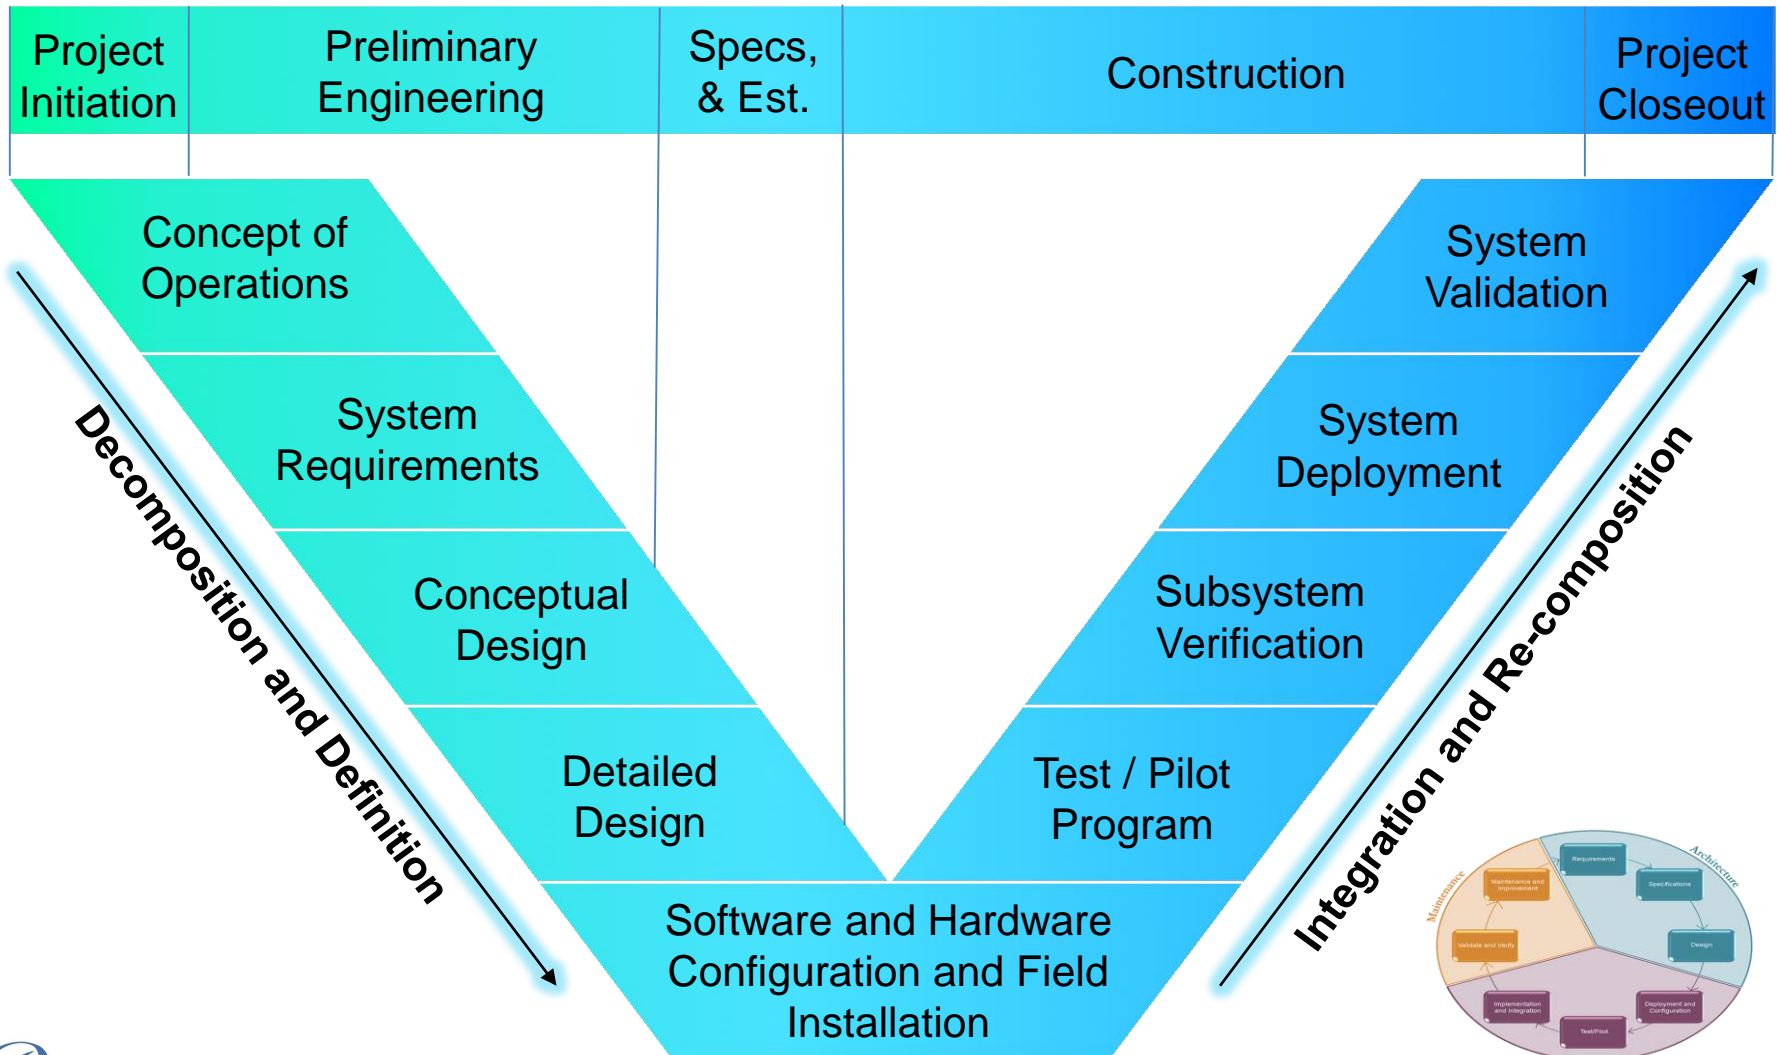 Project
Initiation
Preliminary
Engineering
Specs,
& Est.
Construction
Project
Closeout
Concept of
Operations
System
Requirements
Conceptual
Design
Detailed
Design
Software and Hardware
Configuration and Field
Installation
Test / Pilot
Program
Subsystem
Verification
System
Deployment
System
Validation
Decomposition and Definition
Integration and Re-composition
Architecture
Maintenance
Requirements
Specifications
Design
Deployment and
Configuration
Test/Pilot
Implementation
and Integration
Validate and Verify
Maintenance and
Improvement